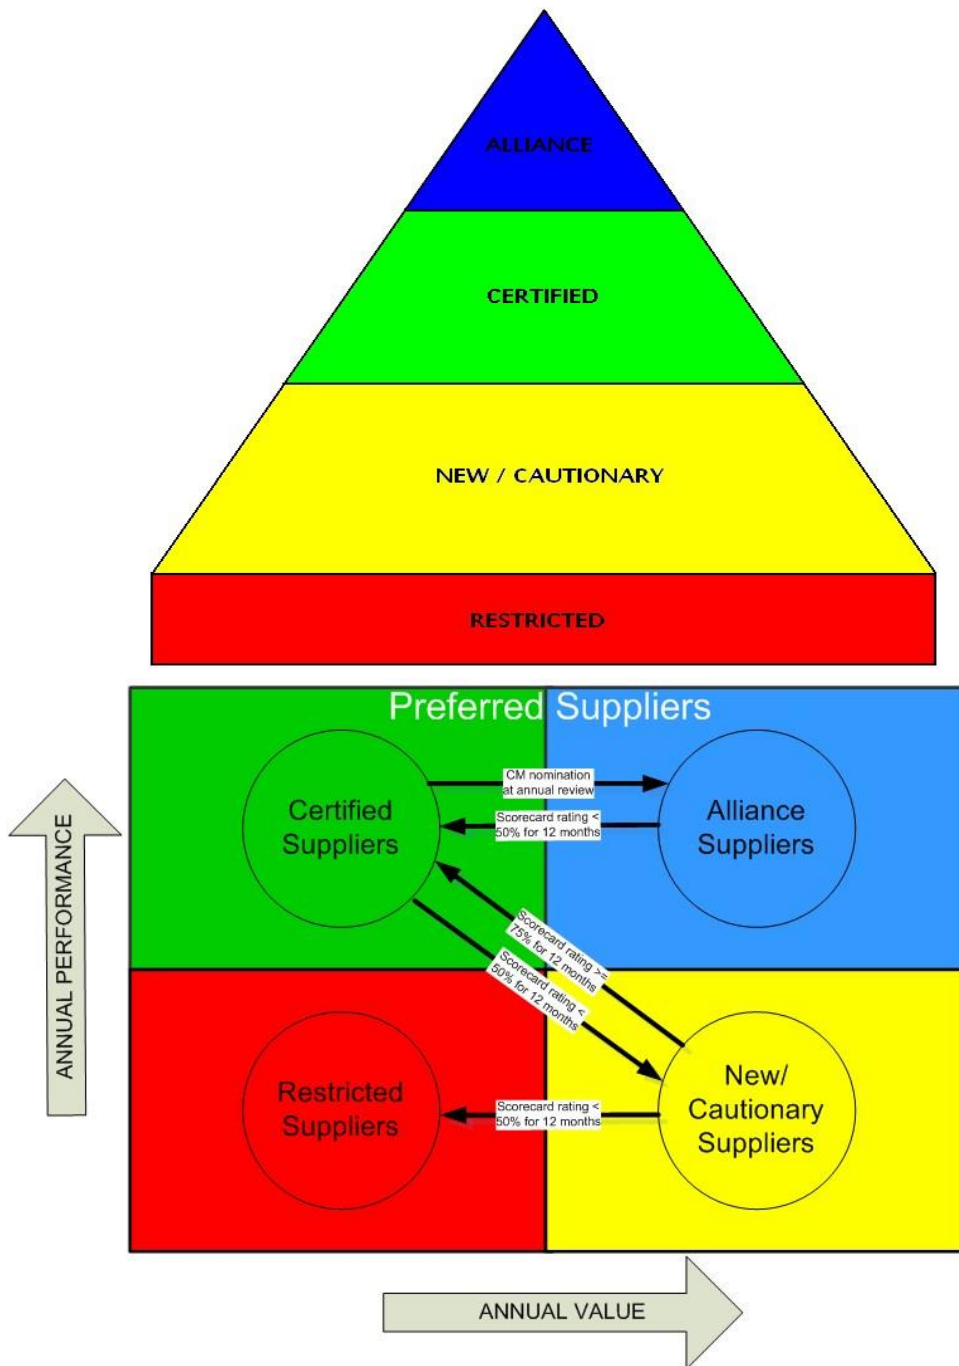 ALLIANCE
CERTIFIED
NEW / CAUTIONARY
RESTRICTED
Preferred Suppliers
CM nomination
at annual review
Certified
Suppliers
Alliance
Suppliers
Scorecard rating <
50% for 12 months
Scorecard rating >=
75% for 12 months
Scorecard rating <
50% for 12 months
Restricted
Suppliers
Scorecard rating <
50% for 12 months
New/
Cautionary
Suppliers
ANNUAL PERFORMANCE
ANNUAL VALUE